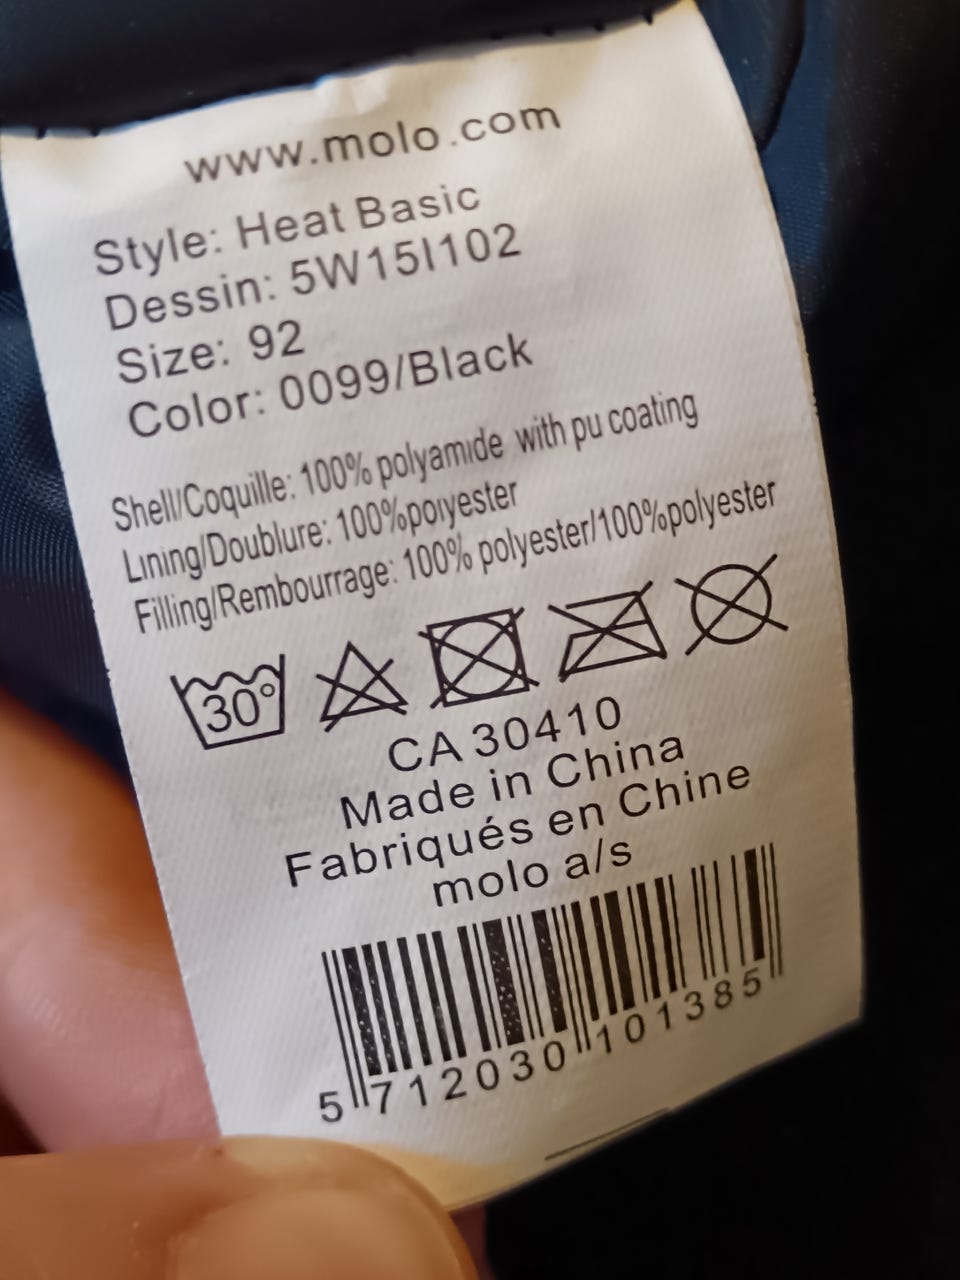 www.molo.com
Style: Heat Basic
Dessin: 5W15I102
Size: 92
Color: 0099/Black
Shell/Coquille: 100% polyamide with pu coating
Lining/Doublure: 100%polyester
Filling/Rembourrage: 100% polyester/100%polyester
30°
CA 30410
Made in China
Fabriqués en Chine
molo a/s
5 712030 101385